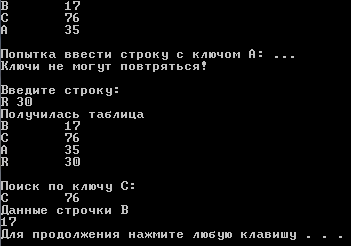 B 17
C 76
A 35
Попытка ввести строку с ключом A: ...
Ключи не могут повтряться!
Введите строку:
R 30
Получилась таблица
B 17
C 76
A 35
R 30
Поиск по ключу C:
C 76
Данные строчки B
17
Для продолжения нажмите любую клавишу . . .